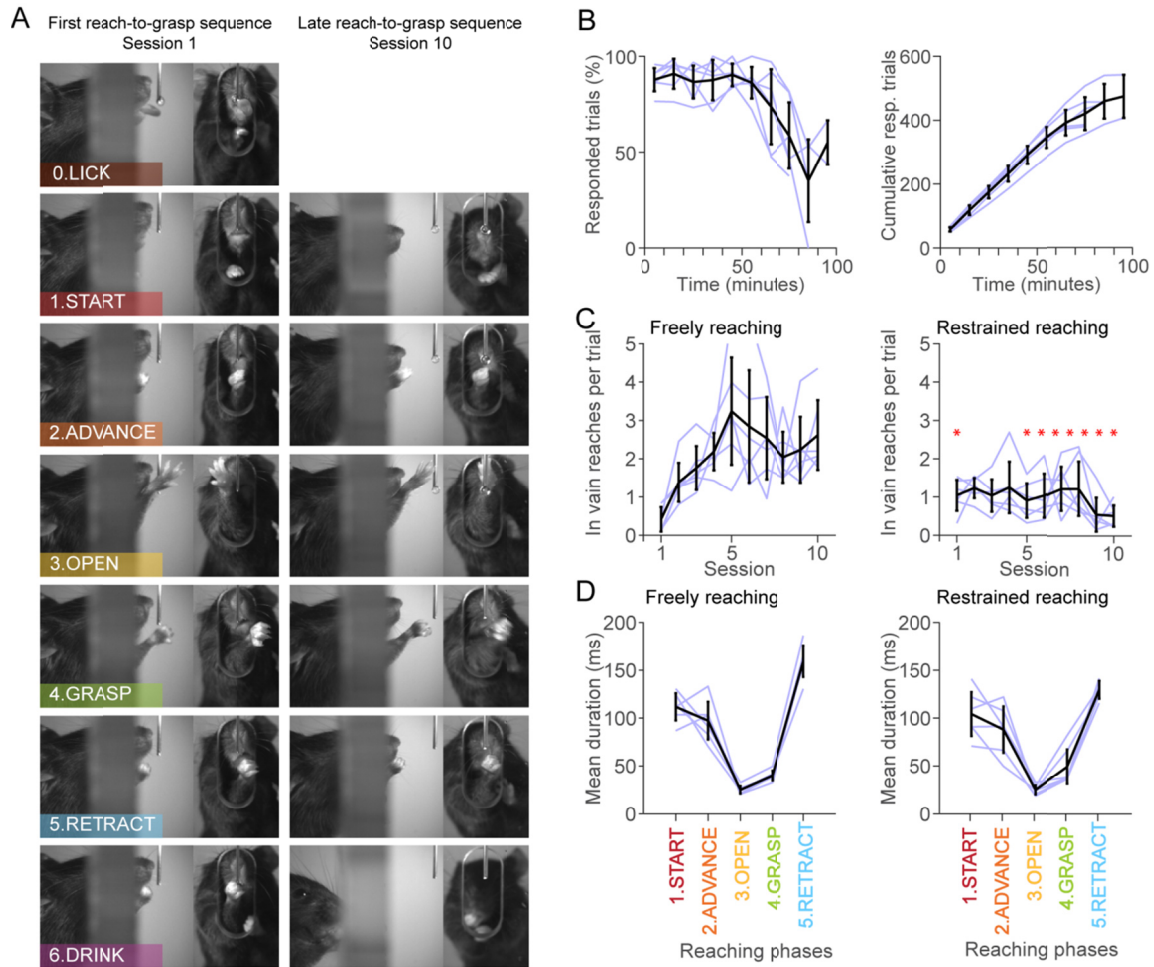 A
First reach-to-grasp sequence
Session 1
Late reach-to-grasp sequence
Session 10
0.LICK
1.START
2.ADVANCE
3.OPEN
4.GRASP
5.RETRACT
6.DRINK
B
Responded trials (%)
100
50
0
0
50
100
Time (minutes)
Cumulative resp. trials
600
400
200
0
0
50
100
Time (minutes)
C
Freely reaching
In vain reaches per trial
5
4
3
2
1
0
1
5
10
Session
Restrained reaching
In vain reaches per trial
5
4
3
2
1
0
* * * * * * * *
1
5
10
Session
D
Freely reaching
Mean duration (ms)
200
150
100
50
0
1.START
2.ADVANCE
3.OPEN
4.GRASP
5.RETRACT
Reaching phases
Restrained reaching
Mean duration (ms)
200
150
100
50
0
1.START
2.ADVANCE
3.OPEN
4.GRASP
5.RETRACT
Reaching phases